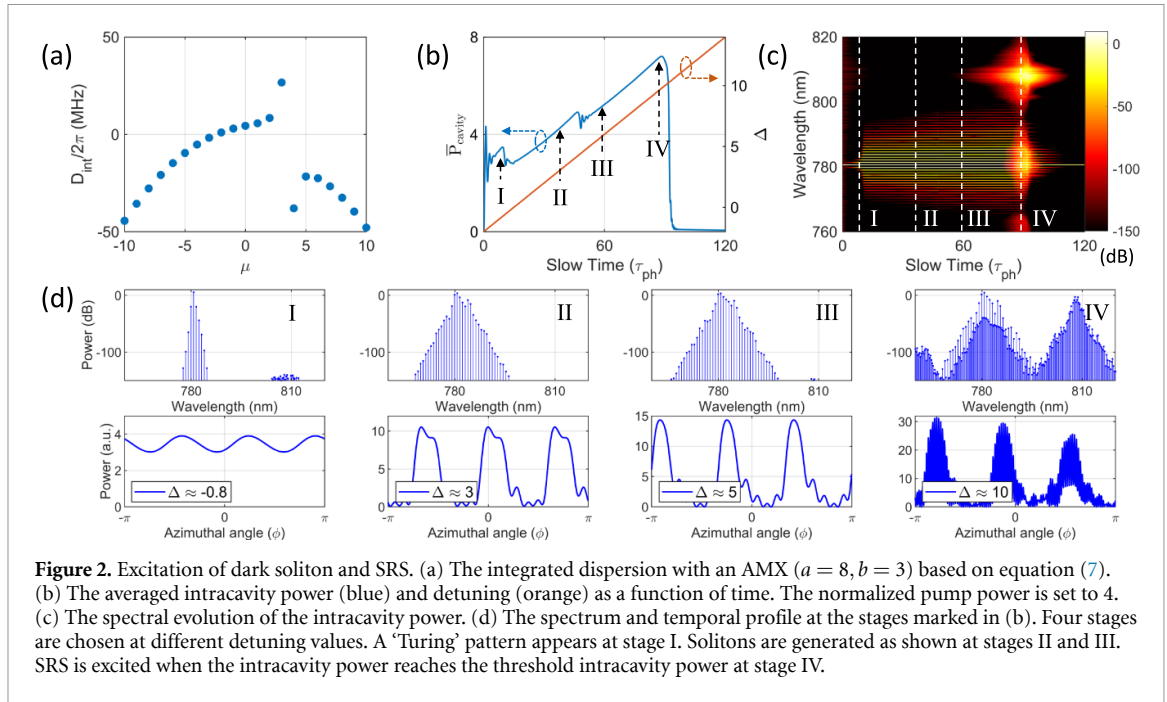 (a)
50
0
-50
-10
-5
0
5
10
D_int/2π (MHz)
μ
(b)
8
4
0
0
60
120
P̅_cavity
10
5
0
Δ
I
II
III
IV
Slow Time (τ_ph)
(c)
820
800
780
760
Wavelength (nm)
0
60
120
Slow Time (τ_ph)
I
II
III
IV
0
-50
-100
-150
(dB)
(d)
Power (dB)
0
-100
780
810
Wavelength (nm)
I
0
-100
780
810
Wavelength (nm)
II
0
-100
780
810
Wavelength (nm)
III
0
-100
780
810
Wavelength (nm)
IV
Power (a.u.)
4
2
0
Δ ≈ -0.8
-π
0
π
Azimuthal angle (ϕ)
10
5
0
Δ ≈ 3
-π
0
π
Azimuthal angle (ϕ)
15
10
5
0
Δ ≈ 5
-π
0
π
Azimuthal angle (ϕ)
30
20
10
0
Δ ≈ 10
-π
0
π
Azimuthal angle (ϕ)
Figure 2. Excitation of dark soliton and SRS. (a) The integrated dispersion with an AMX (a = 8, b = 3) based on equation (7).
(b) The averaged intracavity power (blue) and detuning (orange) as a function of time. The normalized pump power is set to 4.
(c) The spectral evolution of the intracavity power. (d) The spectrum and temporal profile at the stages marked in (b). Four stages
are chosen at different detuning values. A ‘Turing’ pattern appears at stage I. Solitons are generated as shown at stages II and III.
SRS is excited when the intracavity power reaches the threshold intracavity power at stage IV.